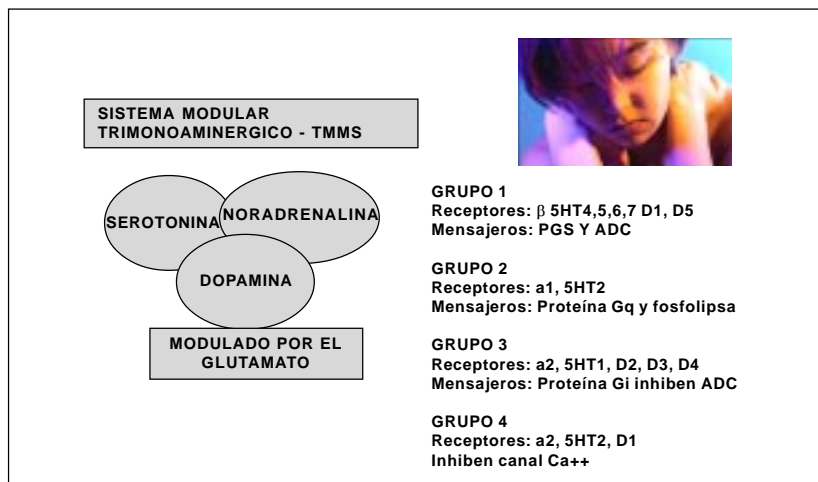 SISTEMA MODULAR
TRIMONOAMINERGICO - TMMS
SEROTONINA
NORADRENALINA
DOPAMINA
MODULADO POR EL
GLUTAMATO
GRUPO 1
Receptores: β 5HT4,5,6,7 D1, D5
Mensajeros: PGS Y ADC
GRUPO 2
Receptores: a1, 5HT2
Mensajeros: Proteína Gq y fosfolipsa
GRUPO 3
Receptores: a2, 5HT1, D2, D3, D4
Mensajeros: Proteína Gi inhiben ADC
GRUPO 4
Receptores: a2, 5HT2, D1
Inhiben canal Ca++